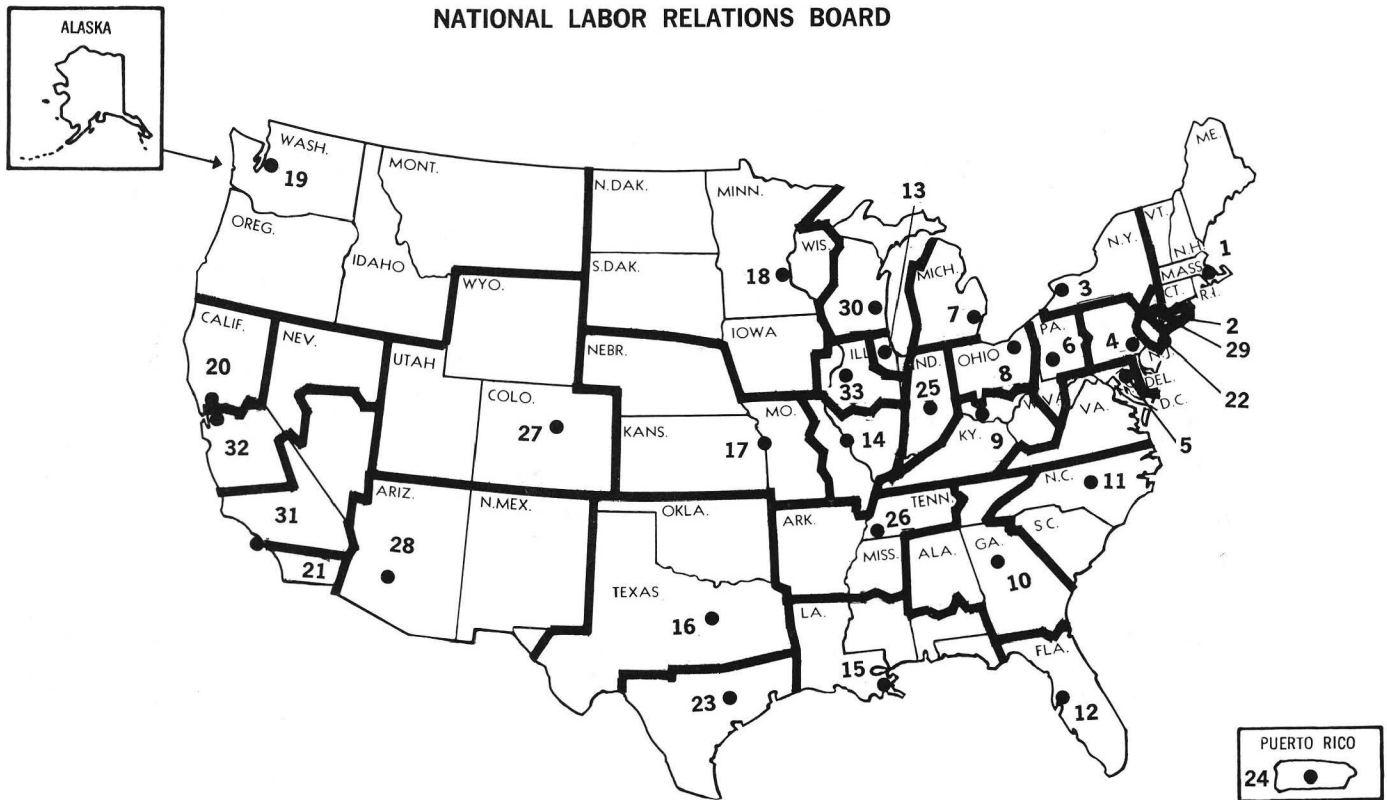 NATIONAL LABOR RELATIONS BOARD
ALASKA
WASH.
19
MONT.
OREG.
IDAHO
N.DAK.
MINN.
S.DAK.
18
WIS.
30
13
MICH.
7
ME.
VT.
N.H.
N.Y.
1
MASS.
CT.
R.I.
3
2
29
WYO.
IOWA
CALIF.
20
NEV.
UTAH
NEBR.
ILL.
33
IND.
25
OHIO
8
PA.
6
4
N.J.
DEL.
D.C.
22
5
32
COLO.
27
KANS.
MO.
17
14
KY.
9
W.VA.
VA.
31
21
ARIZ.
28
N.MEX.
OKLA.
ARK.
TENN.
26
N.C.
11
S.C.
MISS.
ALA.
GA.
10
TEXAS
16
LA.
15
23
FLA.
12
PUERTO RICO
24